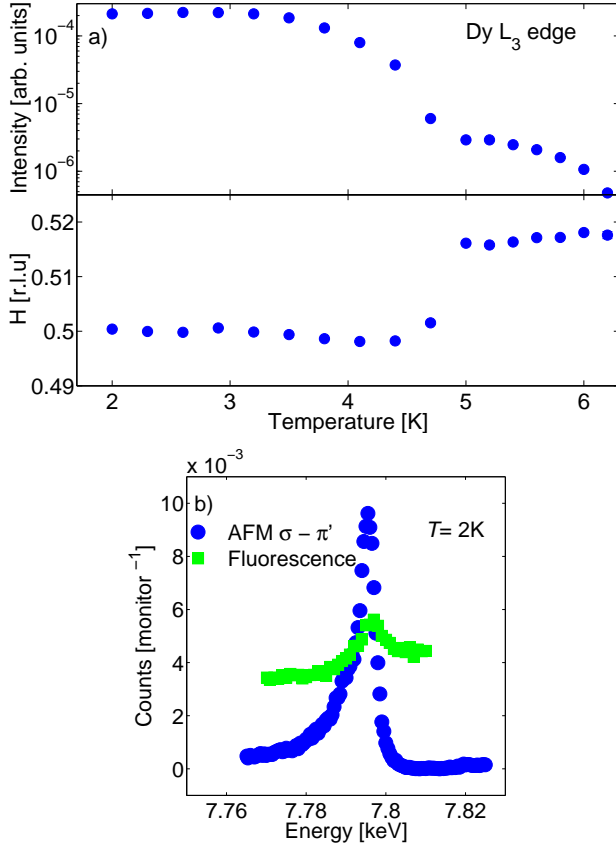 a)
Dy L3 edge
Intensity [arb. units]
10−4
10−5
10−6
H [r.l.u]
0.52
0.51
0.5
0.49
2 3 4 5 6
Temperature [K]
x 10−3
b)
AFM σ − π'
T= 2K
Fluorescence
Counts [monitor −1]
10
8
6
4
2
0
7.76 7.78 7.8 7.82
Energy [keV]